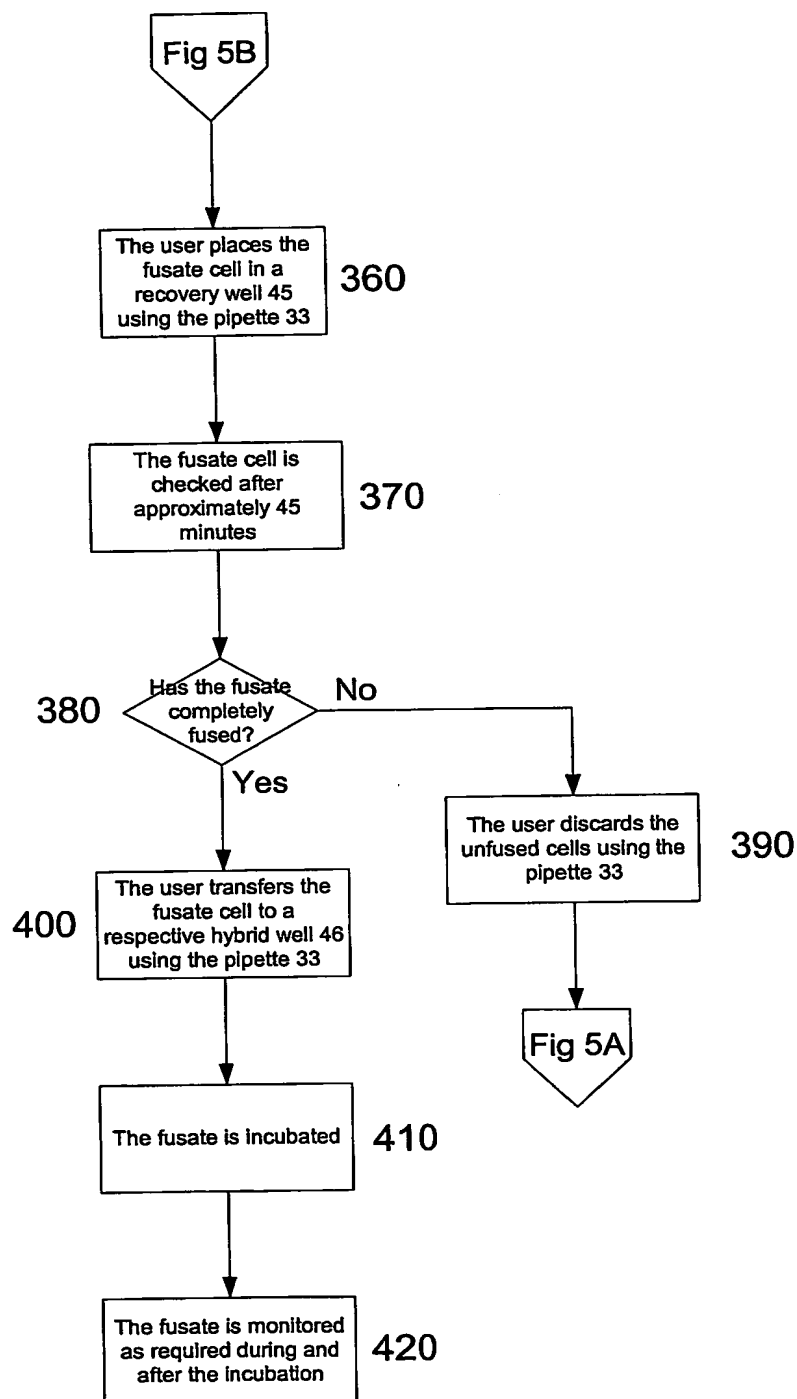 Fig 5B
The user places the
fusate cell in a
recovery well 45
using the pipette 33
360
The fusate cell is
checked after
approximately 45
minutes
370
380
Has the fusate
completely
fused?
No
Yes
The user discards the
unfused cells using the
pipette 33
390
400
The user transfers the
fusate cell to a
respective hybrid well 46
using the pipette 33
Fig 5A
The fusate is incubated
410
The fusate is monitored
as required during and
after the incubation
420